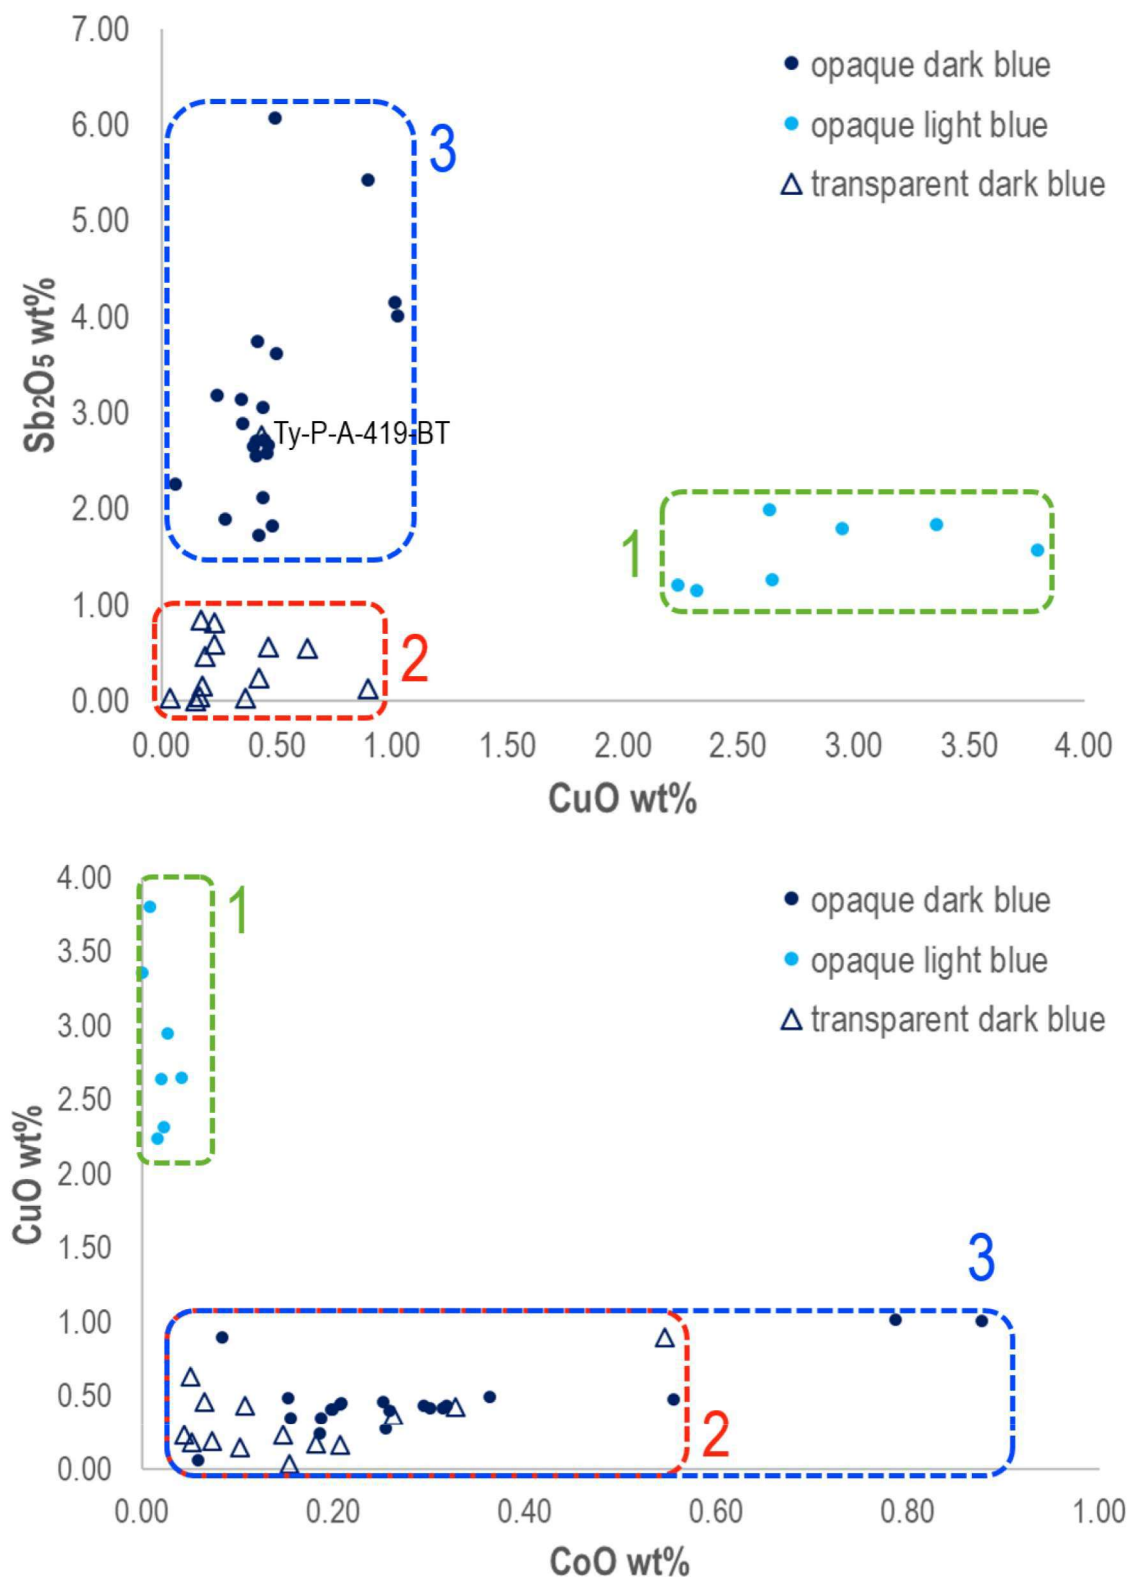 7.00
6.00
5.00
4.00
3.00
2.00
1.00
0.00
Sb2O5 wt%
0.00 0.50 1.00 1.50 2.00 2.50 3.00 3.50 4.00
CuO wt%
opaque dark blue
opaque light blue
transparent dark blue
3
Ty-P-A-419-BT
1
2
4.00
3.50
3.00
2.50
2.00
1.50
1.00
0.50
0.00
CuO wt%
0.00 0.20 0.40 0.60 0.80 1.00
CoO wt%
opaque dark blue
opaque light blue
transparent dark blue
1
3
2